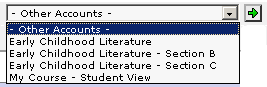 - Other Accounts -
- Other Accounts -
Early Childhood Literature
Early Childhood Literature - Section B
Early Childhood Literature - Section C
My Course - Student View